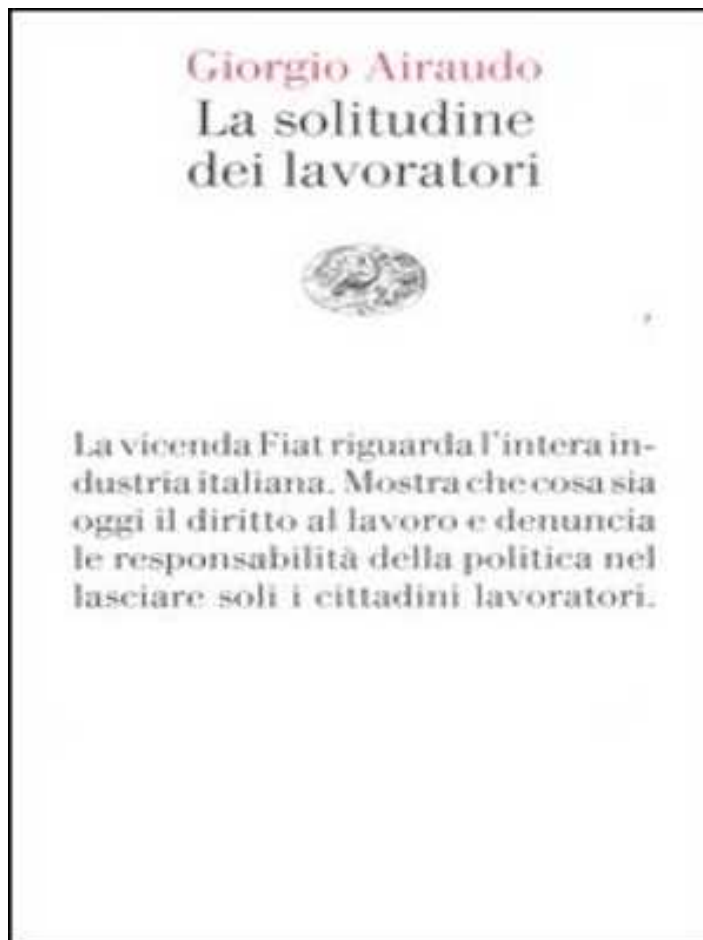 Giorgio Airaudo
La solitudine
dei lavoratori
La vicenda Fiat riguarda l'intera in-
dustria italiana. Mostra che cosa sia
oggi il diritto al lavoro e denuncia
le responsabilità della politica nel
lasciare soli i cittadini lavoratori.